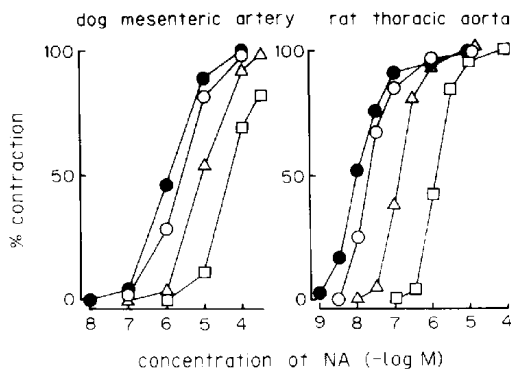 dog mesenteric artery
rat thoracic aorta
% contraction
100
50
0
8 7 6 5 4
100
50
0
9 8 7 6 5 4
concentration of NA (-log M)